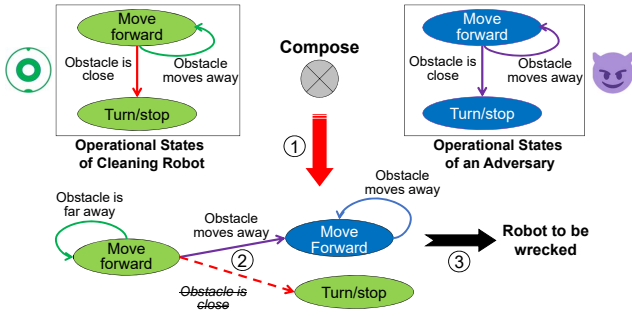 Move
forward
Obstacle is
close
Obstacle
moves away
Turn/stop
Operational States
of Cleaning Robot
Compose
Move
forward
Obstacle is
close
Obstacle
moves away
Turn/stop
Operational States
of an Adversary
1
Obstacle is
far away
Move
forward
Obstacle
moves away
2
Obstacle is
close
Obstacle
moves away
Move
Forward
Turn/stop
3
Robot to be
wrecked